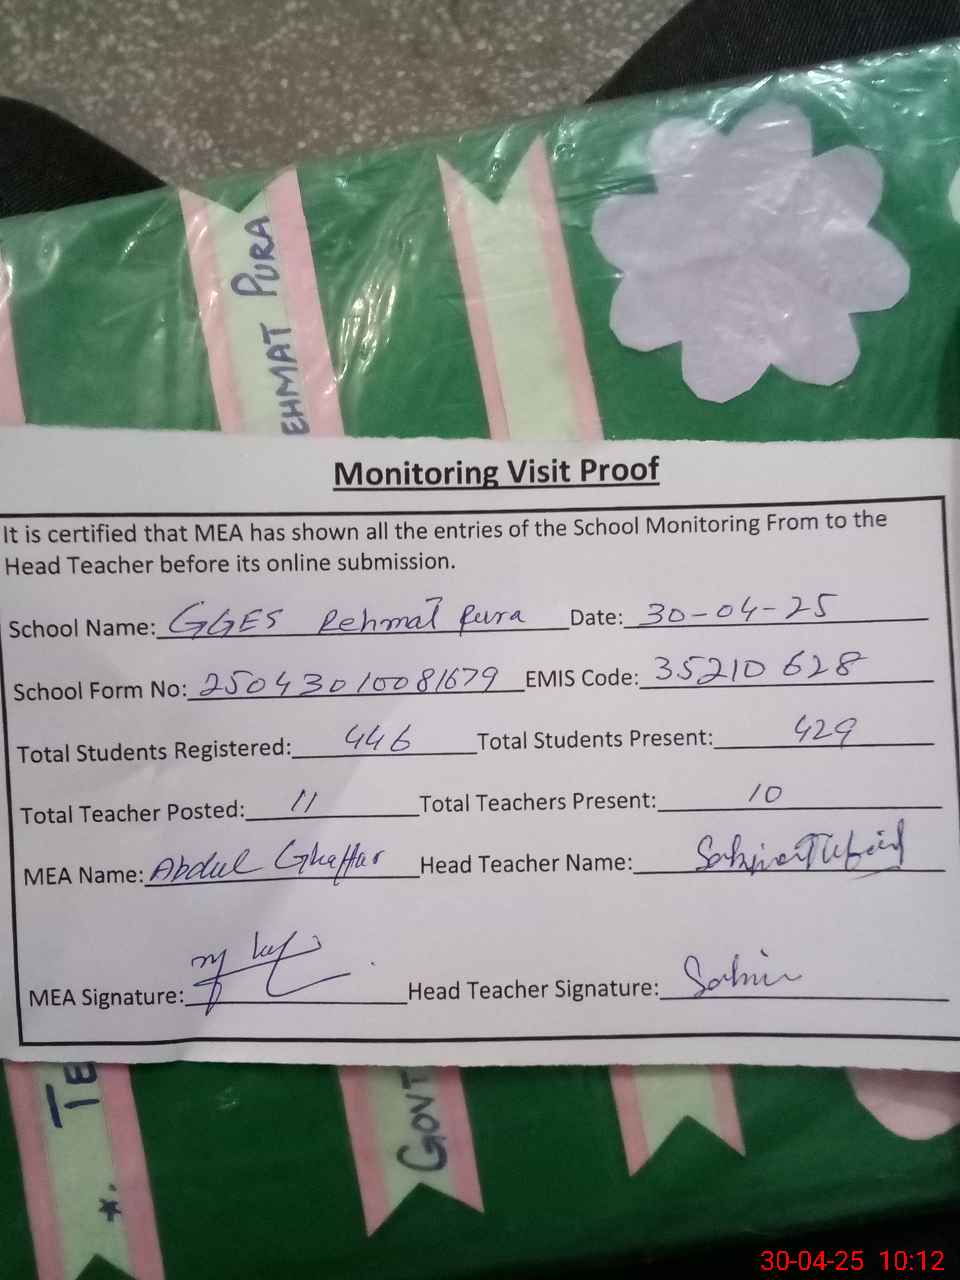 EHMAT PURA
Monitoring Visit Proof
It is certified that MEA has shown all the entries of the School Monitoring From to the
Head Teacher before its online submission.
School Name: GGES Rehmat Pura Date: 30-04-25
School Form No: 25043010081679 EMIS Code: 35210 628
Total Students Registered: 446 Total Students Present: 429
Total Teacher Posted: 11 Total Teachers Present: 10
MEA Name: Abdul Ghaffar Head Teacher Name:
MEA Signature: Head Teacher Signature:
TE
GOVT
30-04-25 10:12